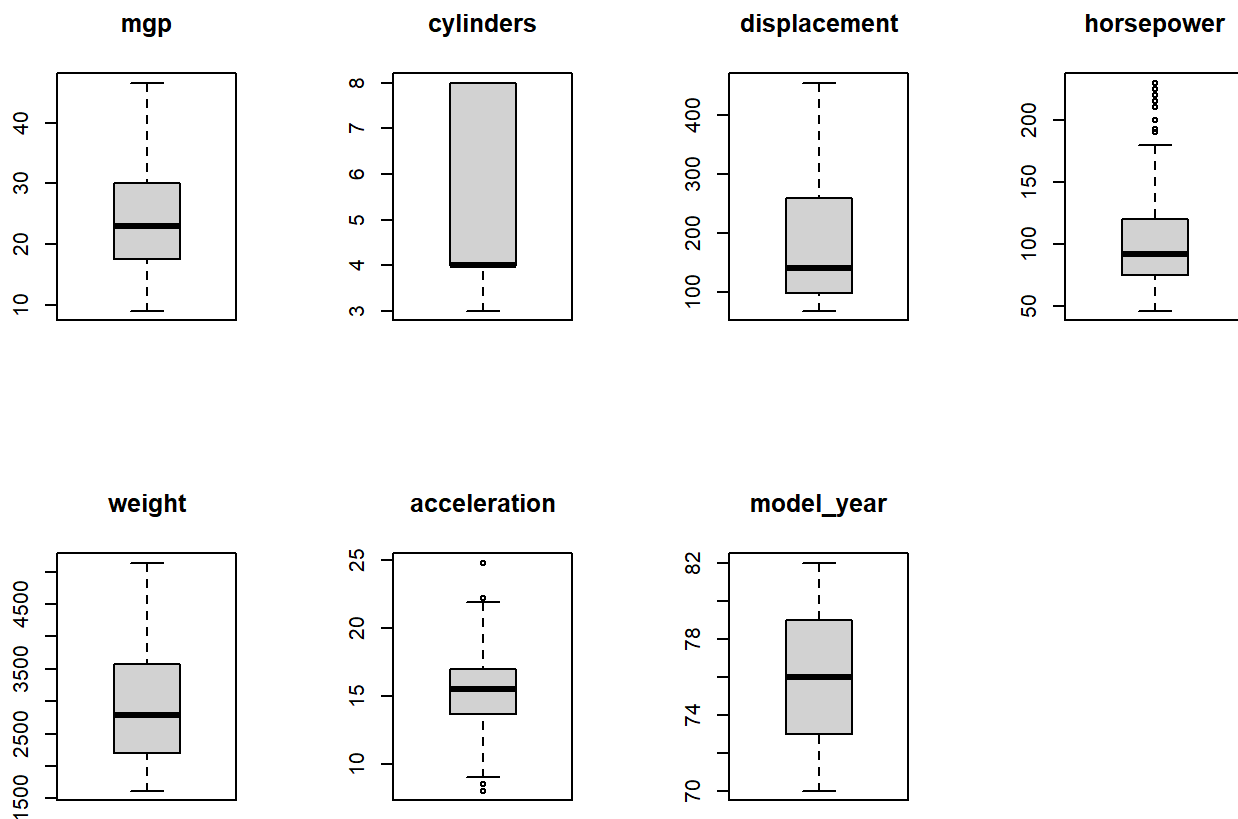 mgp
10 20 30 40
cylinders
3 4 5 6 7 8
displacement
100 200 300 400
horsepower
50 100 150 200
weight
1500 2500 3500 4500
acceleration
10 15 20 25
model_year
70 74 78 82